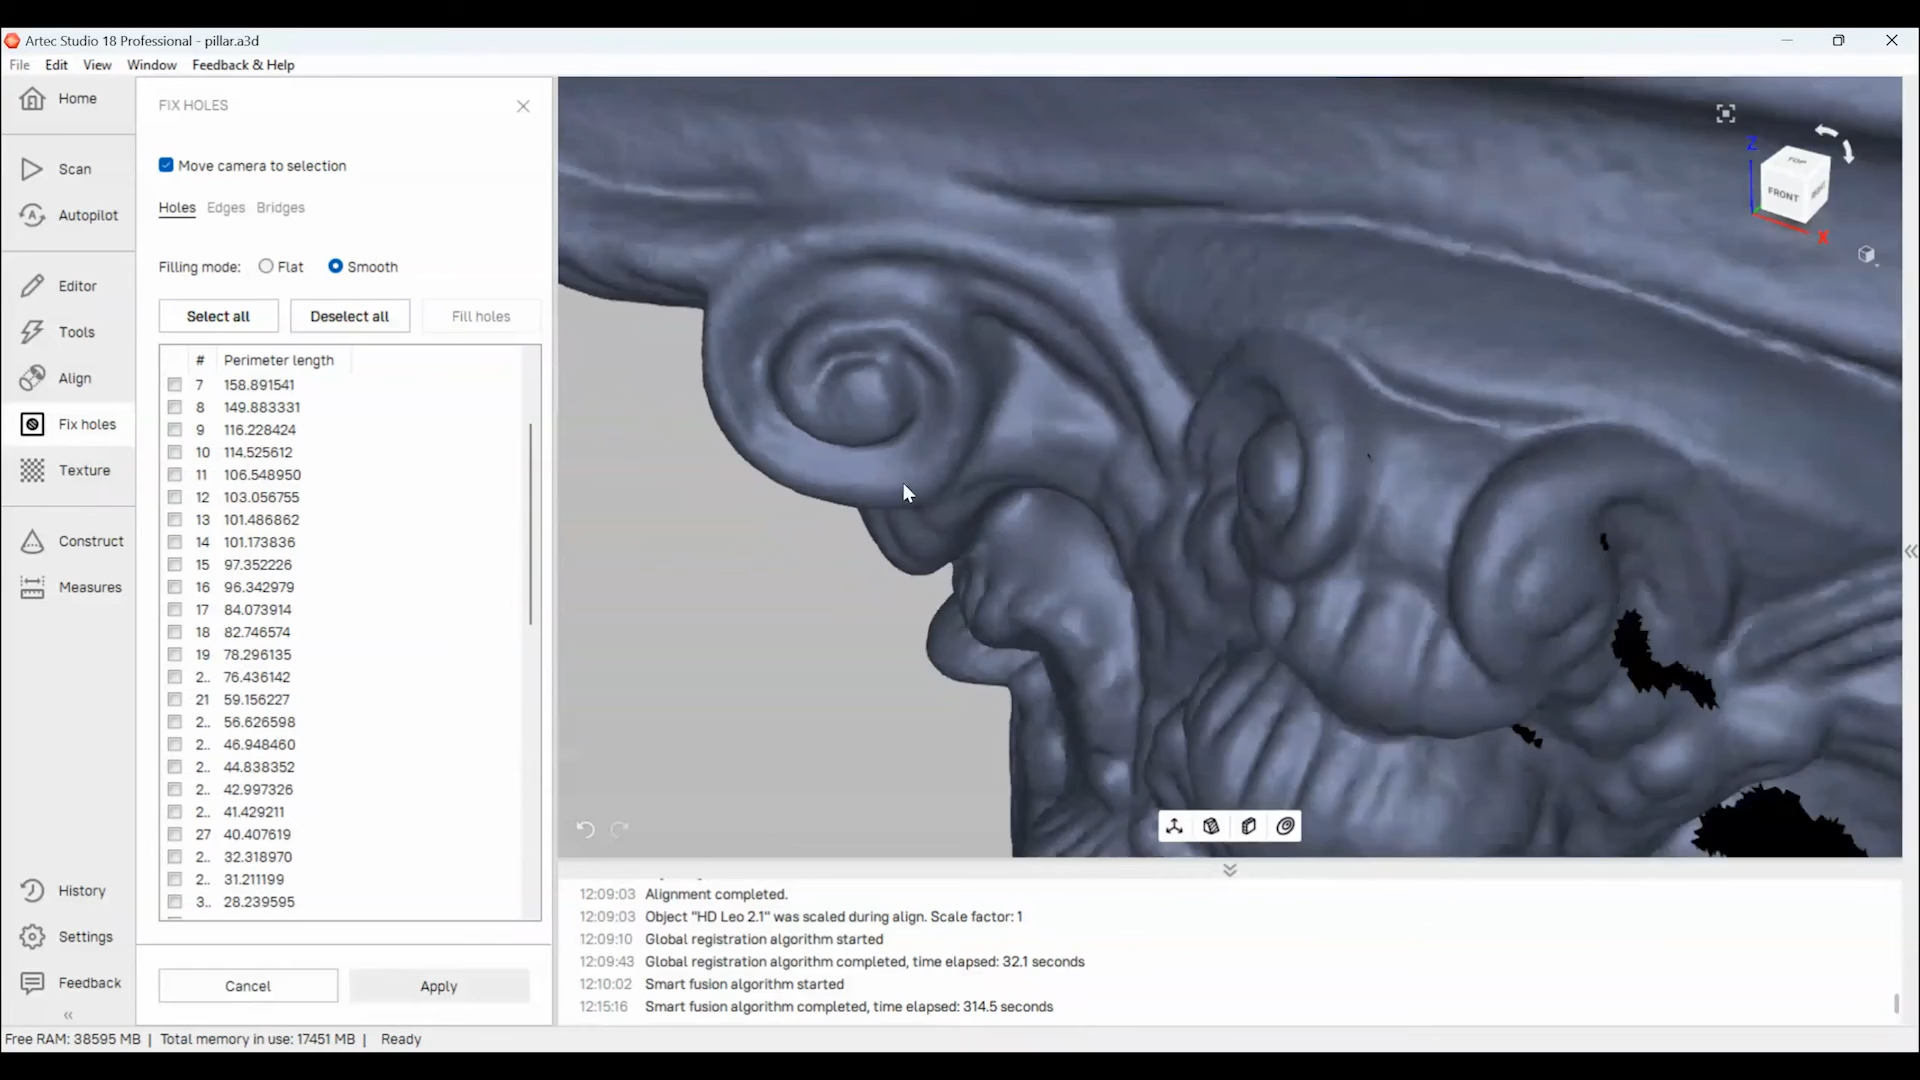 Artec Studio 18 Professional - pillar.a3d
File Edit View Window Feedback & Help
Home
Scan
Autopilot
Editor
Tools
Align
Fix holes
Texture
Construct
Measures
History
Settings
Feedback
FIX HOLES
Move camera to selection
Holes Edges Bridges
Filling mode: Flat Smooth
Select all Deselect all Fill holes
# Perimeter length
7 158.891541
8 149.883331
9 116.228424
10 114.525612
11 106.548950
12 103.056755
13 101.486862
14 101.173836
15 97.352226
16 96.342979
17 84.073914
18 82.746574
19 78.296135
2.. 76.436142
21 59.156227
2.. 56.626598
2.. 46.948460
2.. 44.838352
2.. 42.997326
2.. 41.429211
27 40.407619
2.. 32.318970
2.. 31.211199
3.. 28.239595
Cancel Apply
Z
TOP
FRONT
X
12:09:03 Alignment completed.
12:09:03 Object "HD Leo 2.1" was scaled during align. Scale factor: 1
12:09:10 Global registration algorithm started
12:09:43 Global registration algorithm completed, time elapsed: 32.1 seconds
12:10:02 Smart fusion algorithm started
12:15:16 Smart fusion algorithm completed, time elapsed: 314.5 seconds
Free RAM: 38595 MB | Total memory in use: 17451 MB | Ready